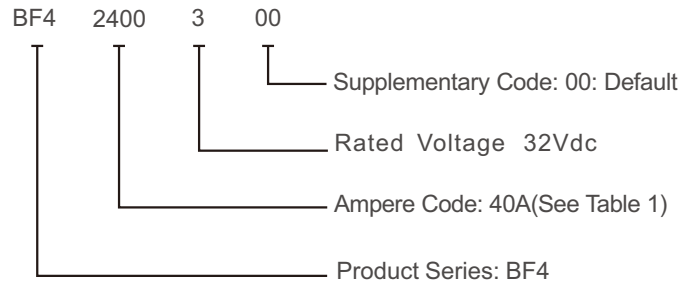 BF4 2400 3 00
Supplementary Code: 00: Default
Rated Voltage 32Vdc
Ampere Code: 40A(See Table 1)
Product Series: BF4